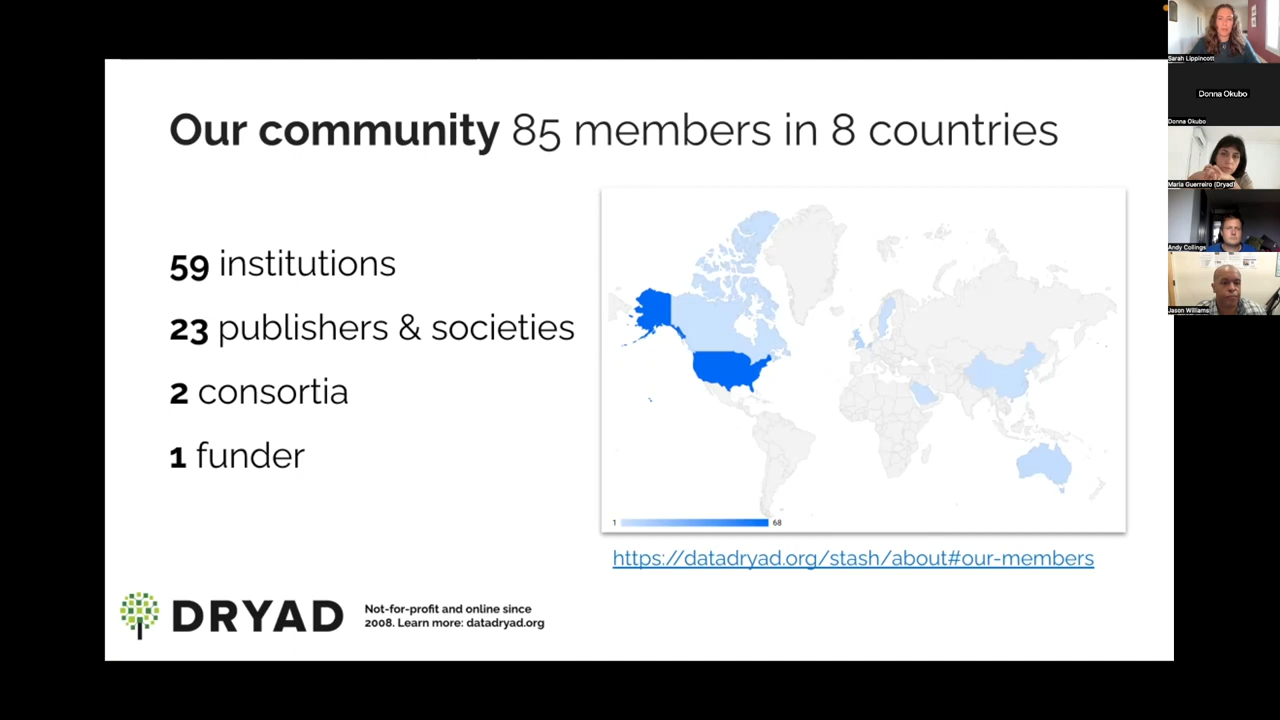 Our community 85 members in 8 countries
59 institutions
23 publishers & societies
2 consortia
1 funder
1
68
https://datadryad.org/stash/about#our-members
DRYAD
Not-for-profit and online since
2008. Learn more: datadryad.org
Sarah Lippincott
Donna Okubo
Donna Okubo
Maria Guerreiro (Dryad)
Andy Collings
Jason Williams